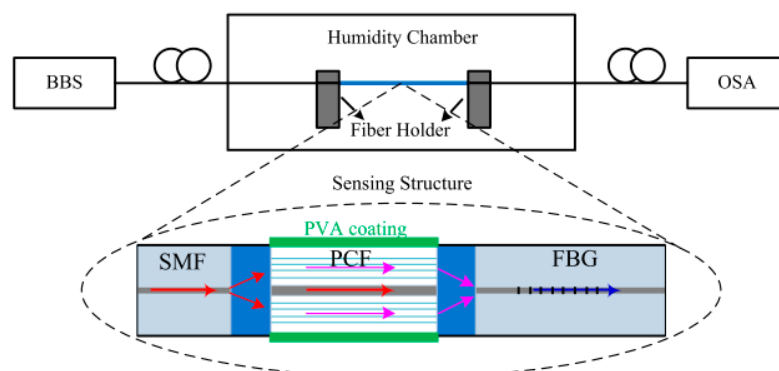 Humidity Chamber
BBS
OSA
Fiber Holder
Sensing Structure
PVA coating
SMF
PCF
FBG